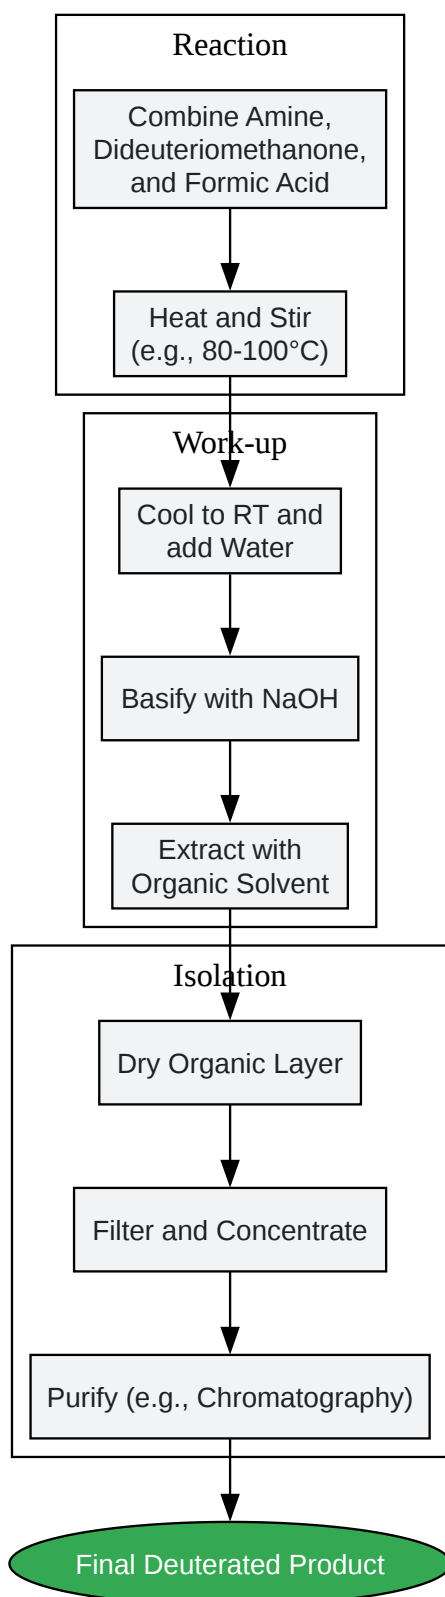 Reaction
Combine Amine,
Dideuteriomethanone,
and Formic Acid
Heat and Stir
(e.g., 80-100°C)
Work-up
Cool to RT and
add Water
Basify with NaOH
Extract with
Organic Solvent
Isolation
Dry Organic Layer
Filter and Concentrate
Purify (e.g., Chromatography)
Final Deuterated Product